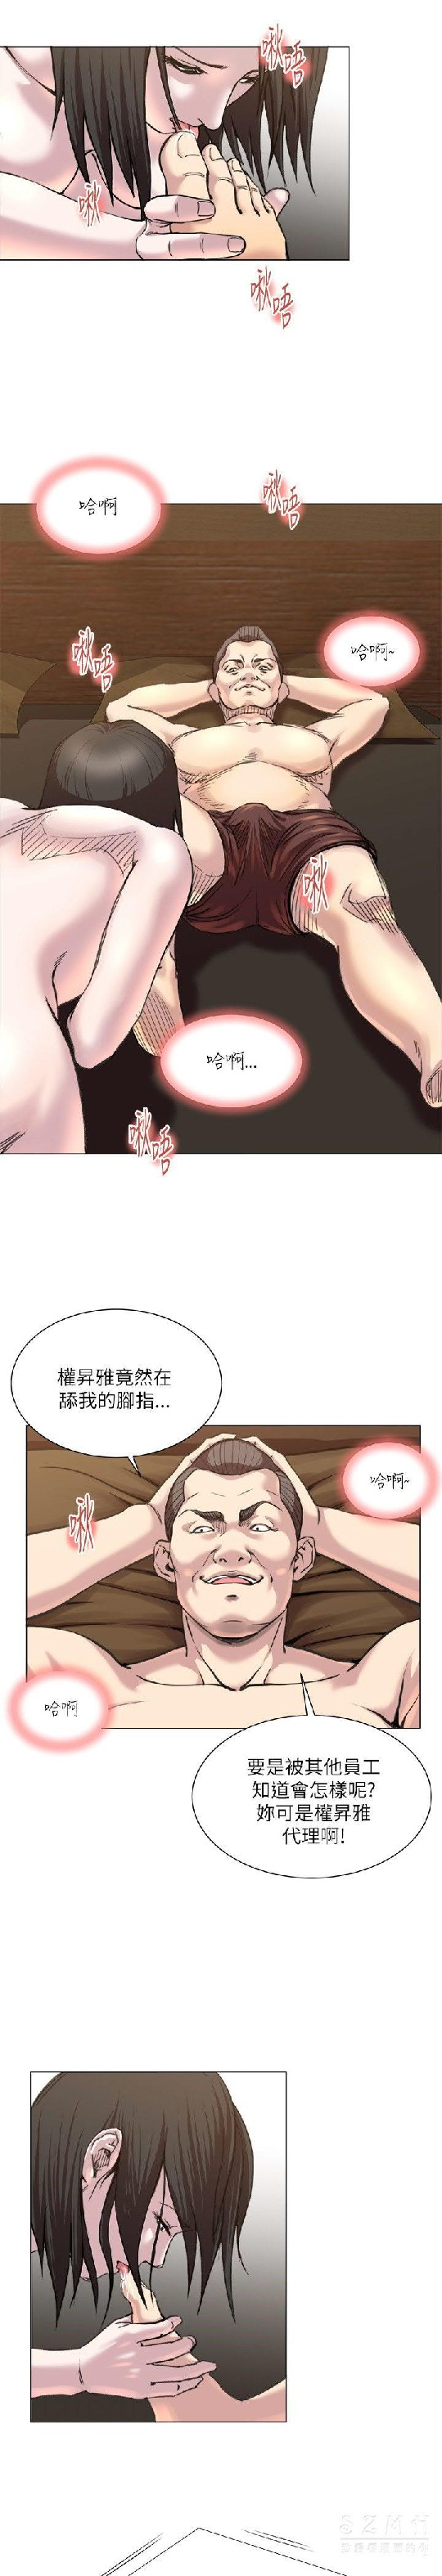 啾唔
啾
啾唔
啾唔
哈啊
啾唔
哈啊~
啾
哈啊...
啾唔
權昇雅竟然在
舔我的腳指...
哈啊~
啾
哈啊
要是被其他員工
知道會怎樣呢?
妳可是權昇雅
代理啊!